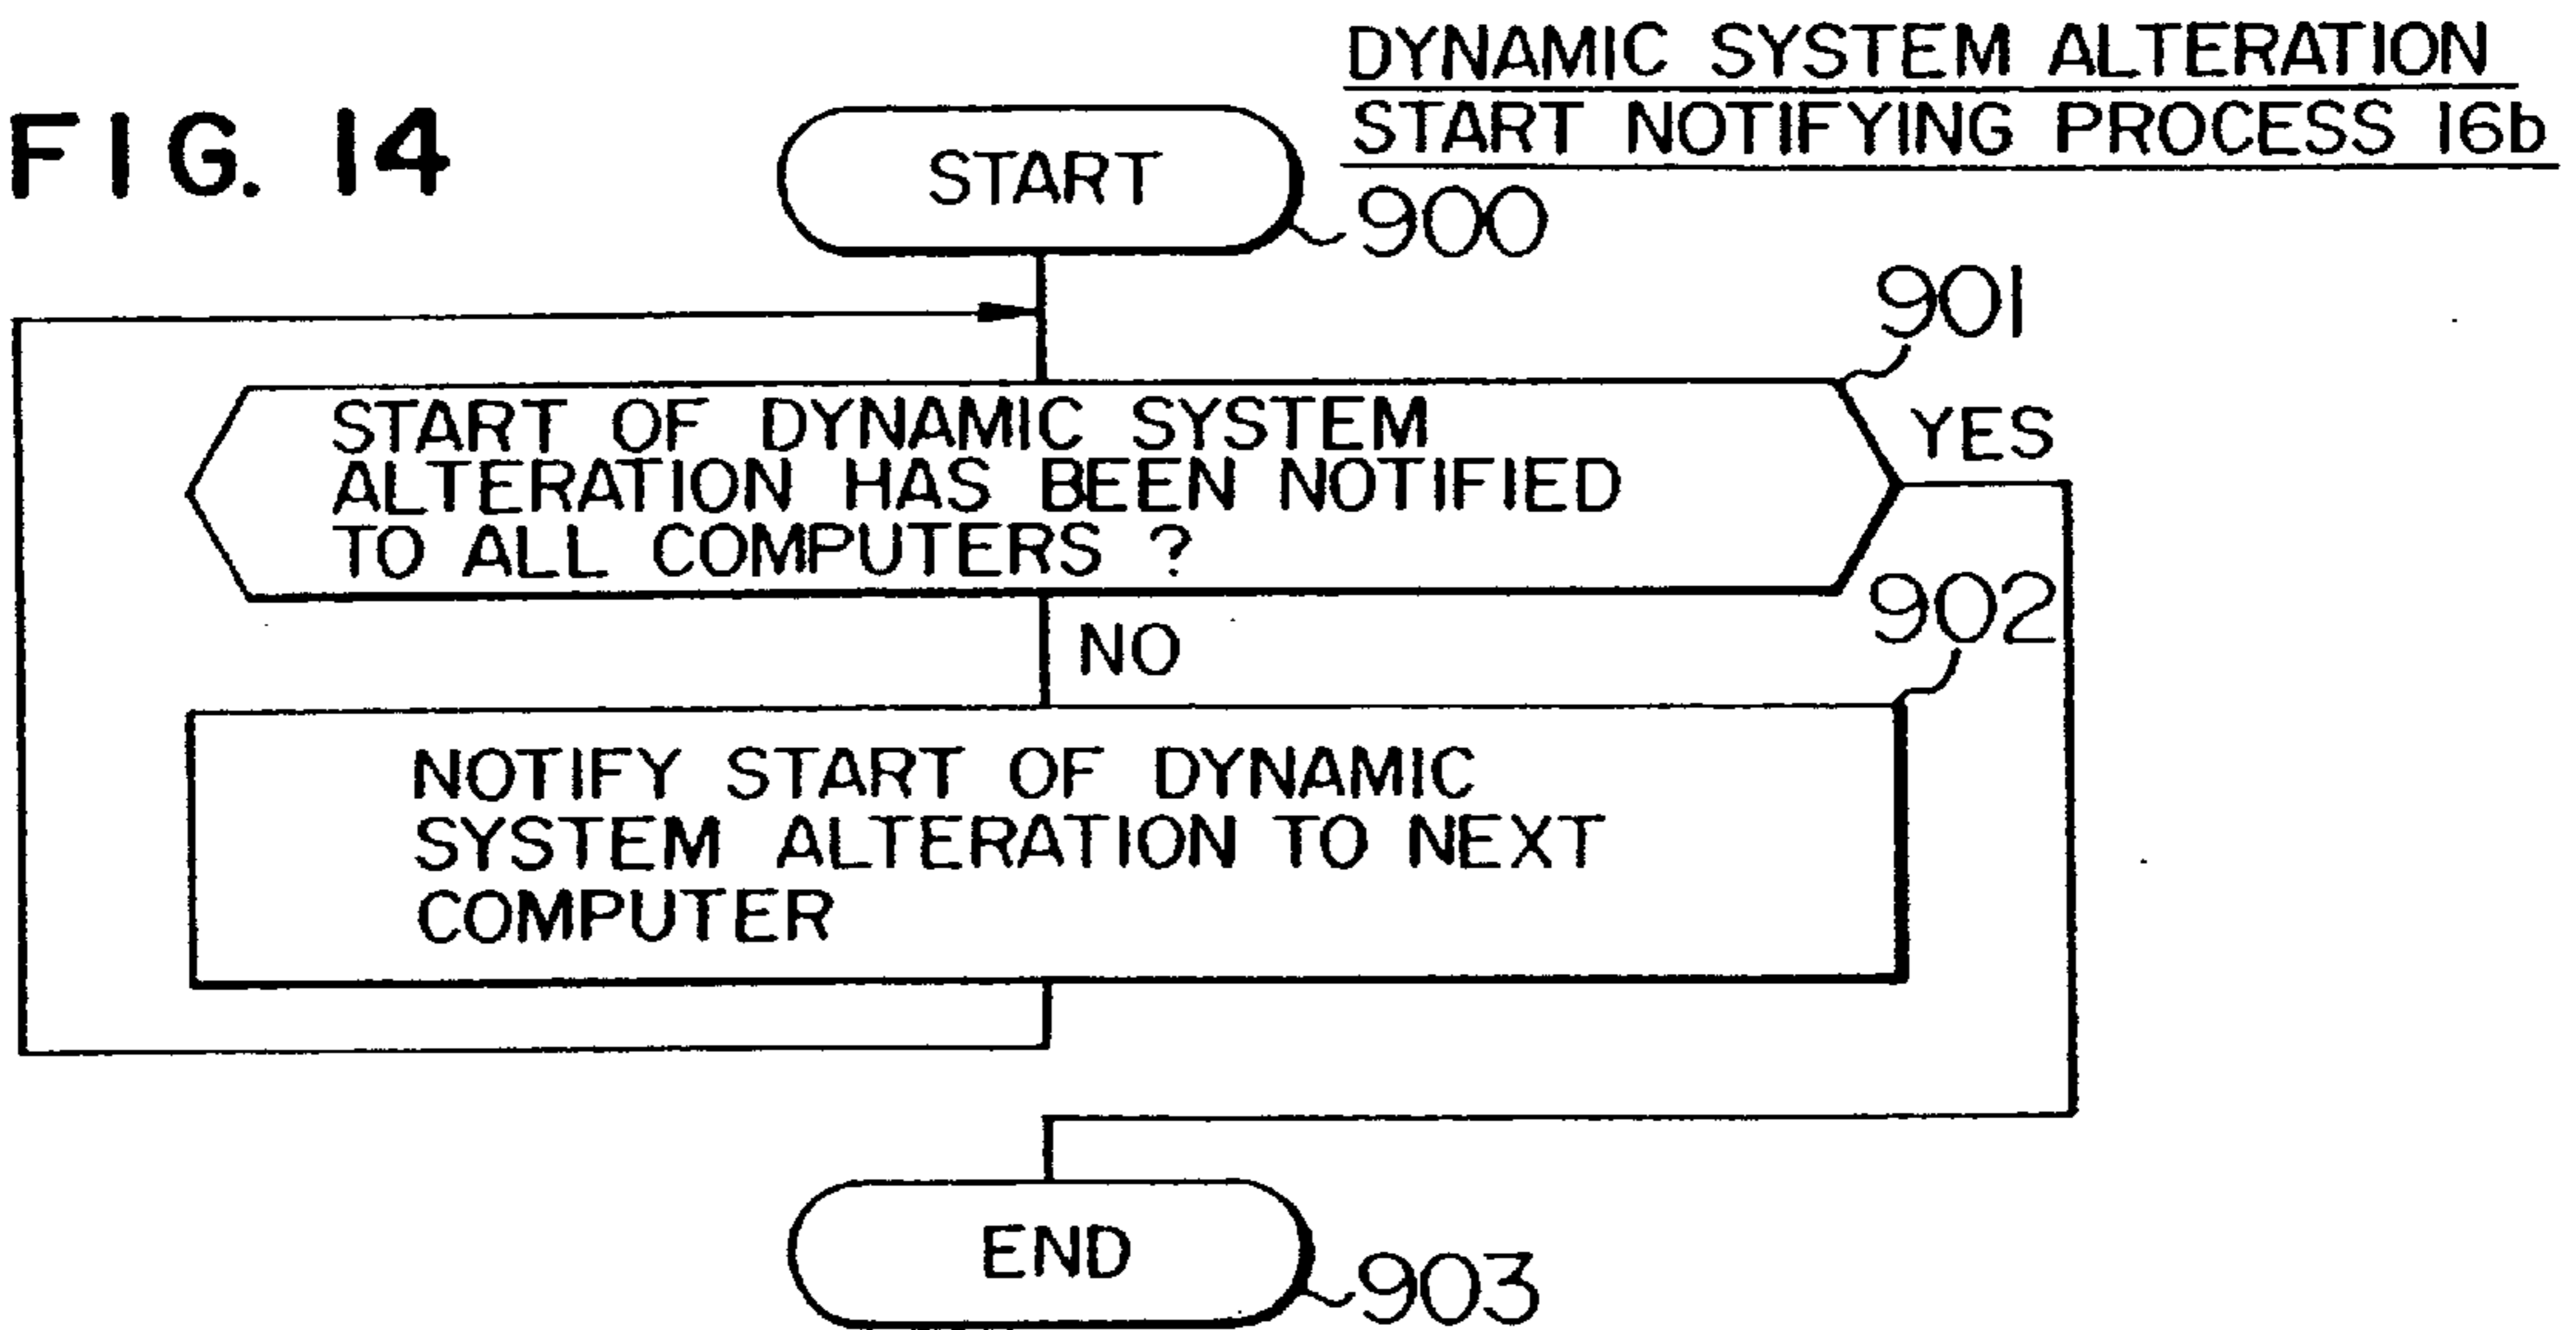 FIG. 14
DYNAMIC SYSTEM ALTERATION
START NOTIFYING PROCESS 16b
START
900
901
START OF DYNAMIC SYSTEM
ALTERATION HAS BEEN NOTIFIED
TO ALL COMPUTERS ?
YES
NO
902
NOTIFY START OF DYNAMIC
SYSTEM ALTERATION TO NEXT
COMPUTER
END
903